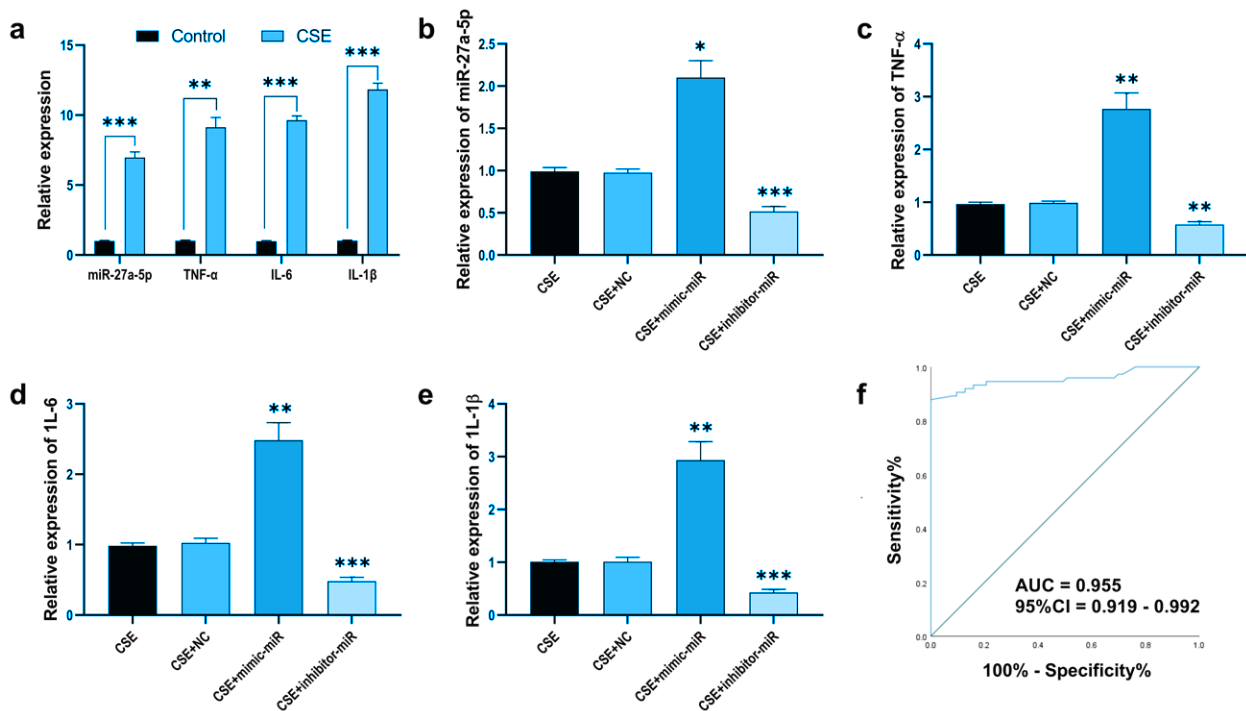 a
Control
CSE
Relative expression
15
10
5
0
***
**
***
***
miR-27a-5p
TNF-α
IL-6
IL-1β
b
Relative expression of miR-27a-5p
2.5
2.0
1.5
1.0
0.5
0.0
*
***
CSE
CSE+NC
CSE+mimic-miR
CSE+inhibitor-miR
c
Relative expression of TNF-α
4
3
2
1
0
**
**
CSE
CSE+NC
CSE+mimic-miR
CSE+inhibitor-miR
d
Relative expression of 1L-6
3
2
1
0
**
***
CSE
CSE+NC
CSE+mimic-miR
CSE+inhibitor-miR
e
Relative expression of 1L-1β
4
3
2
1
0
**
***
CSE
CSE+NC
CSE+mimic-miR
CSE+inhibitor-miR
f
Sensitivity%
1.0
0.8
0.6
0.4
0.2
0.0
AUC = 0.955
95%CI = 0.919 - 0.992
0.0
0.2
0.4
0.6
0.8
1.0
100% - Specificity%